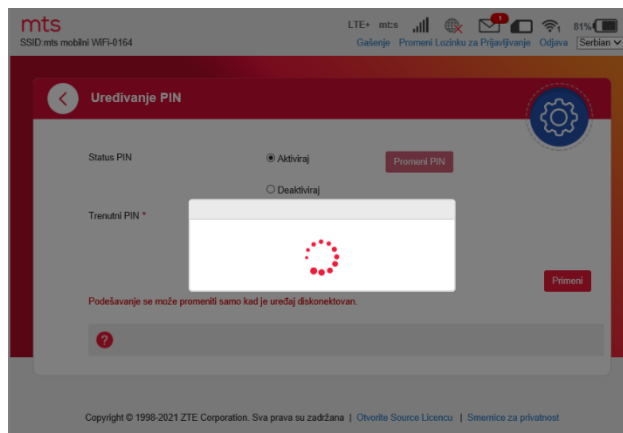 mts
LTE+ mt:s 1 1 81%
SSID:mts mobilni WIFI-0164
Gašenje Promeni Lozinku za Prijavljivanje Odjava Serbian
Uređivanje PIN
Status PIN
Aktiviraj
Promeni PIN
Deaktiviraj
Trenutni PIN *
Primeni
Podešavanje se može promeniti samo kad je uređaj diskonektovan.
?
Copyright © 1998-2021 ZTE Corporation. Sva prava su zadržana | Otvorite Source Licencu | Smernice za privatnost